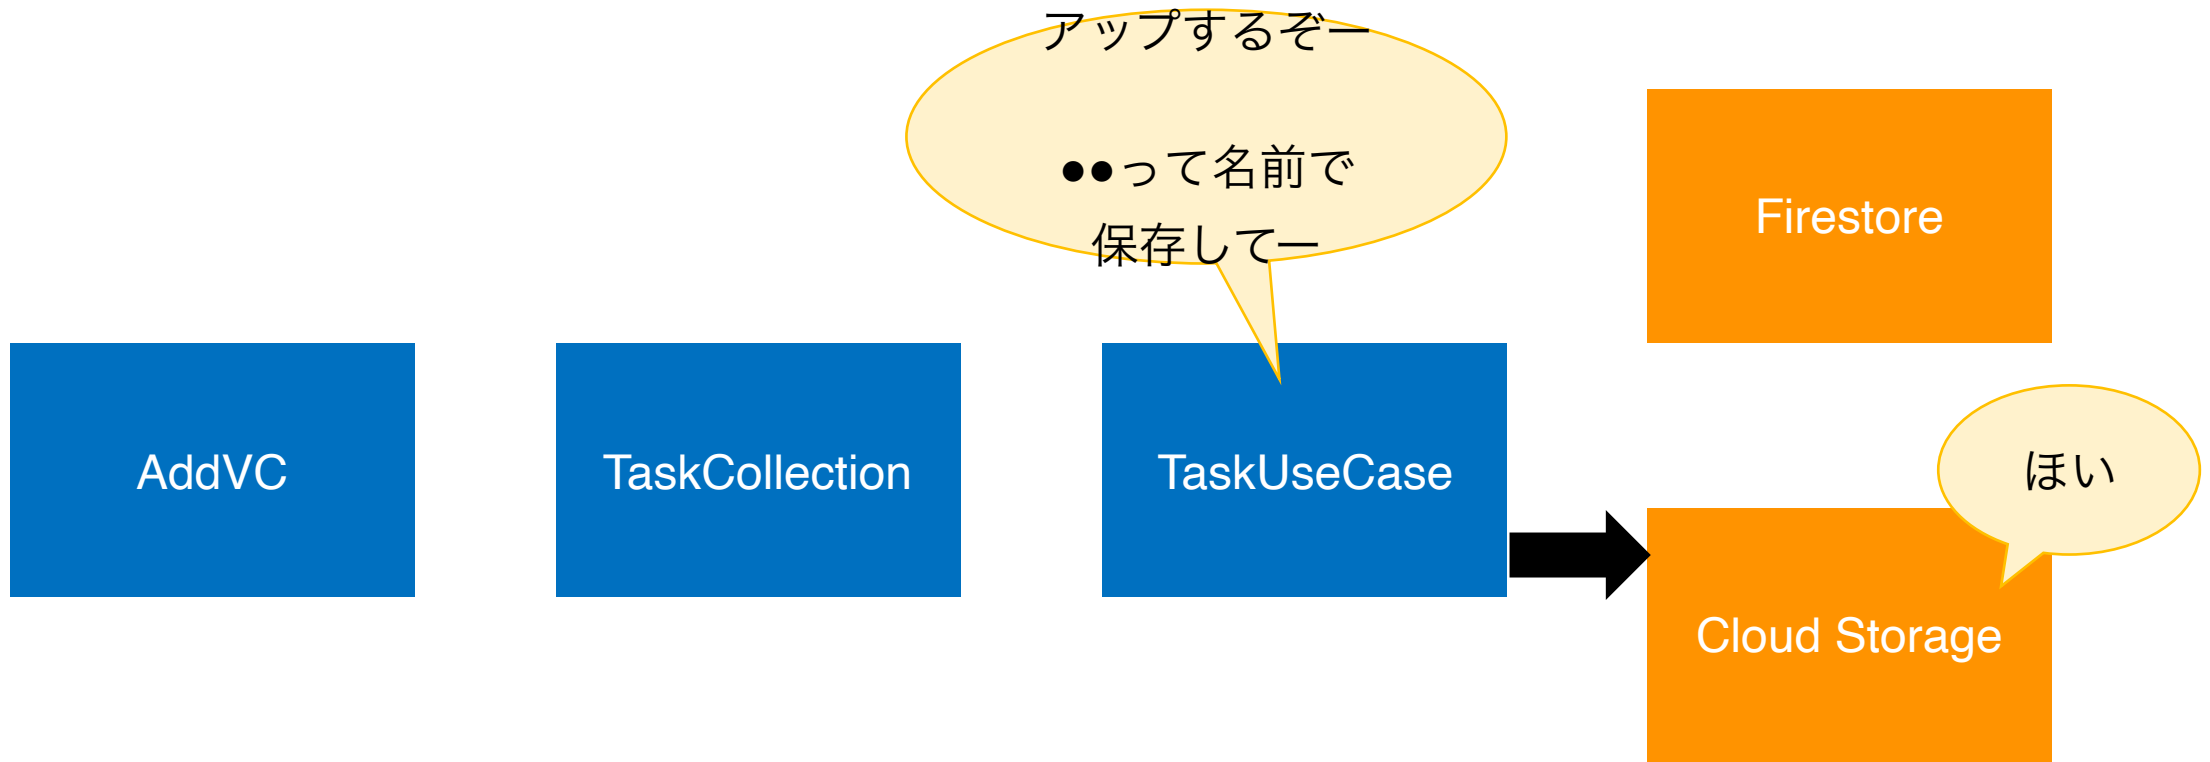 アップするぞー
●●って名前で
保存してー
Firestore
AddVC
TaskCollection
TaskUseCase
ほい
Cloud Storage